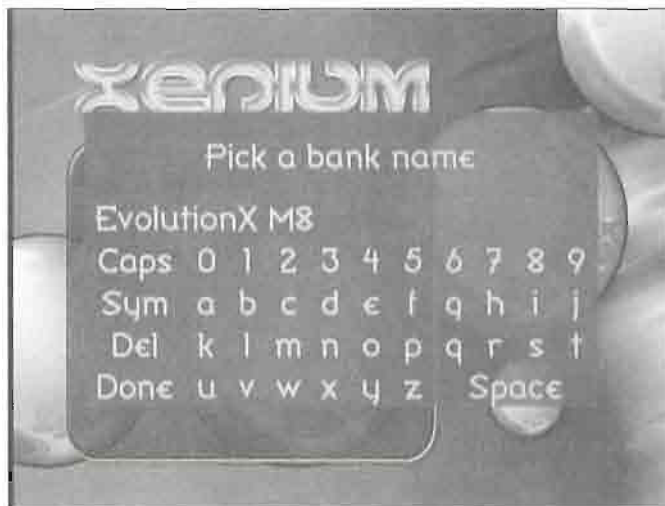 XENIUM
Pick a bank name
EvolutionX M8
Caps 0 1 2 3 4 5 6 7 8 9
Sym a b c d e f g h i j
Del k l m n o p q r s t
Done u v w x y z Space